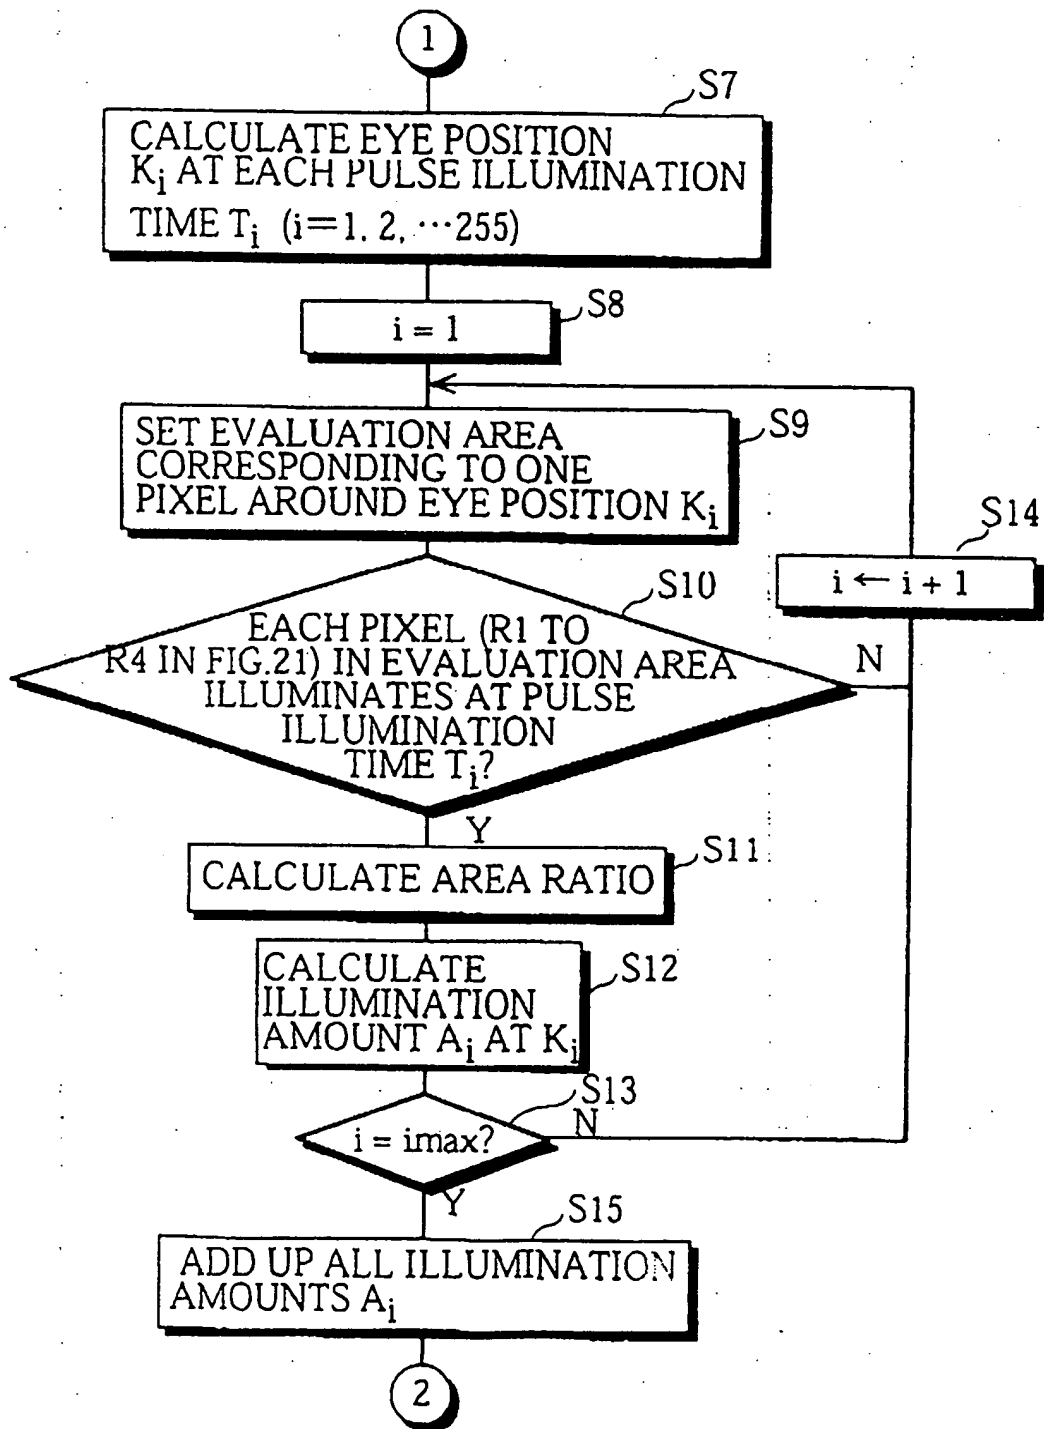 1
S7
CALCULATE EYE POSITION
Ki AT EACH PULSE ILLUMINATION
TIME Ti (i=1, 2, ···255)
S8
i = 1
S9
SET EVALUATION AREA
CORRESPONDING TO ONE
PIXEL AROUND EYE POSITION Ki
S14
i ← i + 1
S10
EACH PIXEL (R1 TO
R4 IN FIG.21) IN EVALUATION AREA
ILLUMINATES AT PULSE
ILLUMINATION
TIME Ti?
N
Y
S11
CALCULATE AREA RATIO
S12
CALCULATE
ILLUMINATION
AMOUNT Ai AT Ki
S13
i = imax?
N
Y
S15
ADD UP ALL ILLUMINATION
AMOUNTS Ai
2